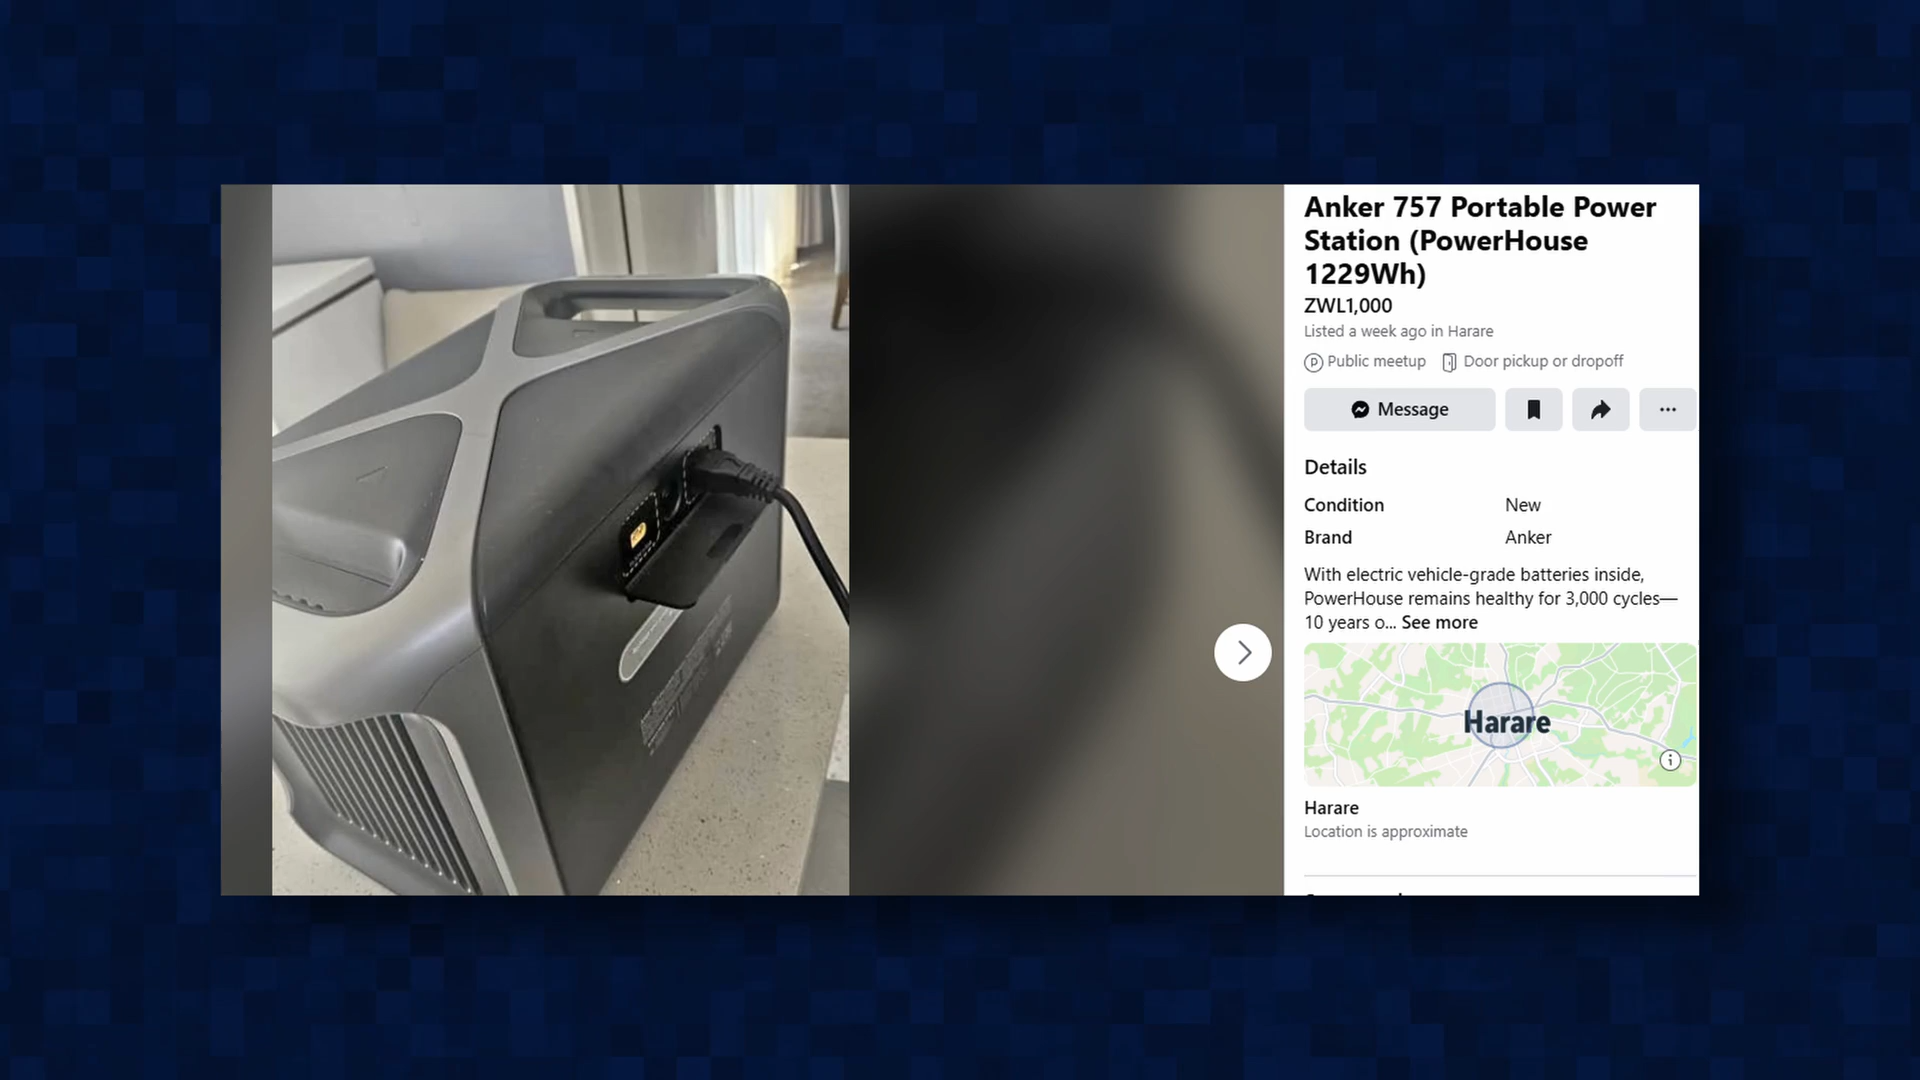 Anker 757 Portable Power
Station (PowerHouse
1229Wh)
ZWL1,000
Listed a week ago in Harare
Public meetup
Door pickup or dropoff
Message
Details
Condition New
Brand Anker
With electric vehicle-grade batteries inside,
PowerHouse remains healthy for 3,000 cycles—
10 years o... See more
Harare
Harare
Location is approximate